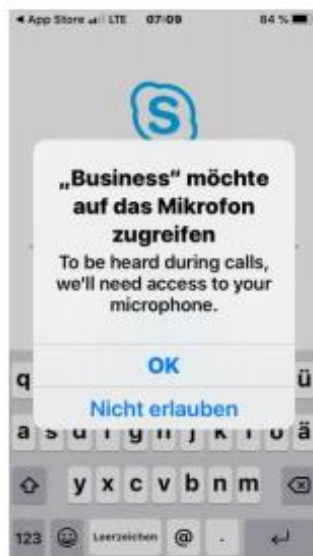 ◀ App Store LTE 07:09 84 %
S
„Business“ möchte
auf das Mikrofon
zugreifen
To be heard during calls,
we'll need access to your
microphone.
OK
Nicht erlauben
q ü
a s d f g h j k l ö ä
y x c v b n m
123 Leerzeichen @ .